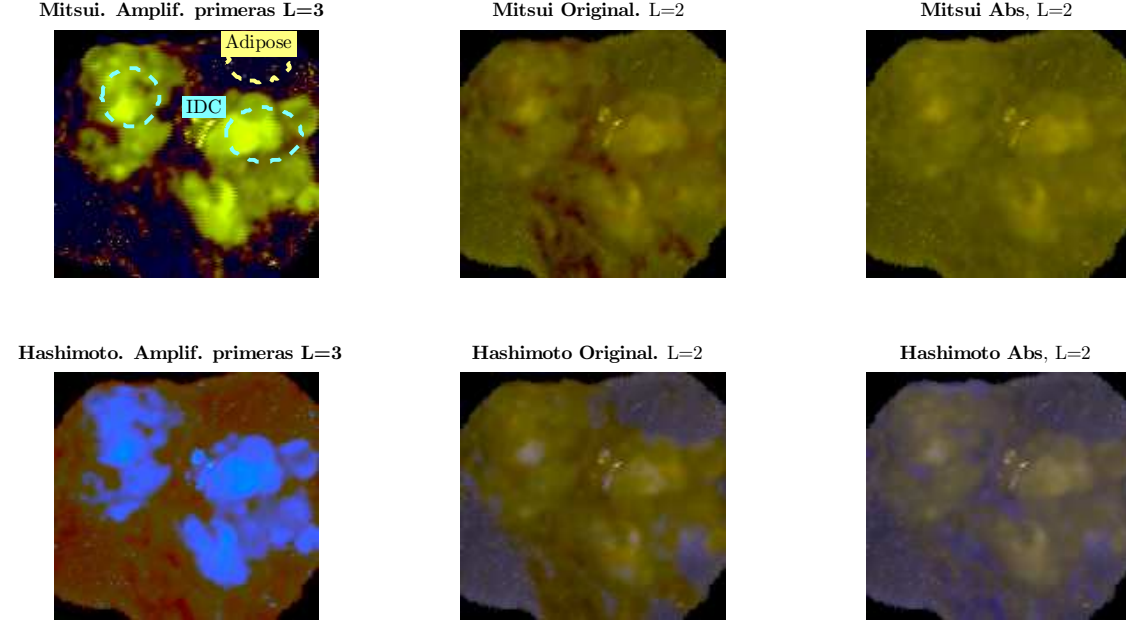 Mitsui. Amplif. primeras L=3
Mitsui Original. L=2
Mitsui Abs, L=2
Adipose
IDC
Hashimoto. Amplif. primeras L=3
Hashimoto Original. L=2
Hashimoto Abs, L=2